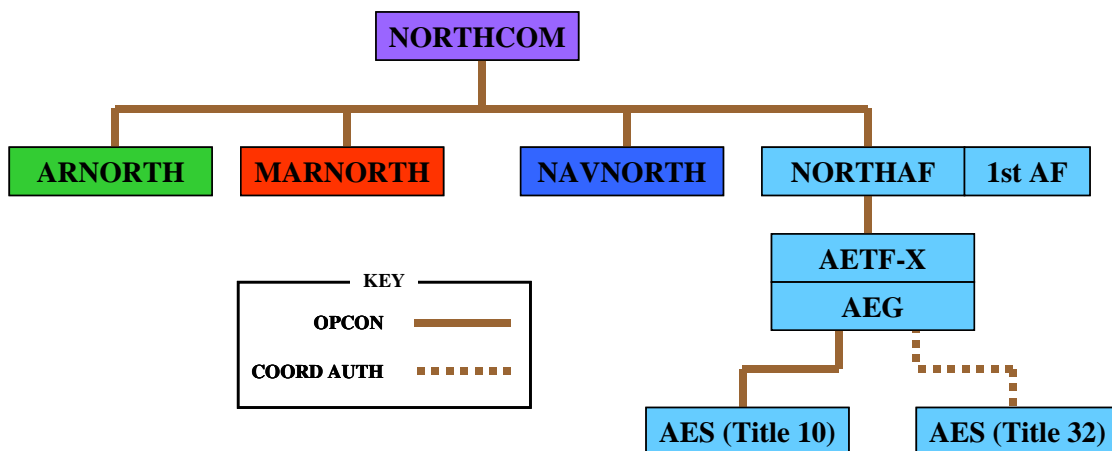 NORTHCOM
ARNORTH
MARNORTH
NAVNORTH
NORTHAF
1st AF
AETF-X
AEG
KEY
OPCON
COORD AUTH
AES (Title 10)
AES (Title 32)